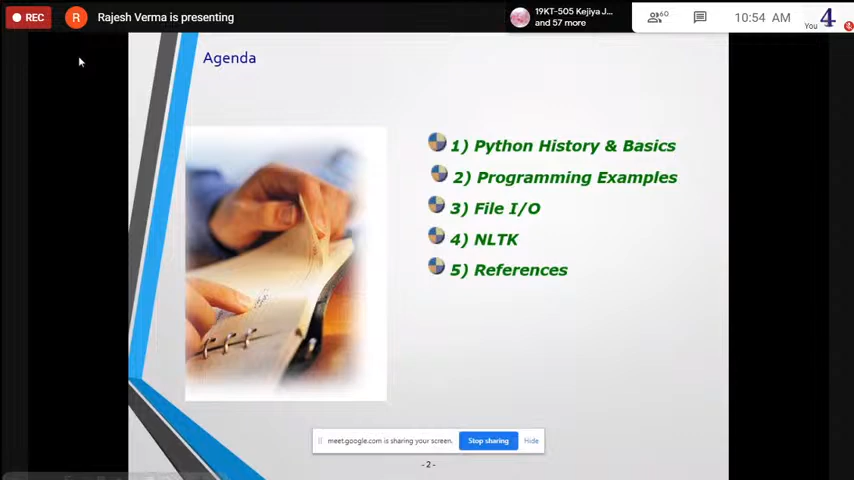 REC
R
Rajesh Verma is presenting
19KT-505 Kejiya J...
and 57 more
60
10:54 AM
You
4
Agenda
1) Python History & Basics
2) Programming Examples
3) File I/O
4) NLTK
5) References
meet.google.com is sharing your screen.
Stop sharing
Hide
-2-